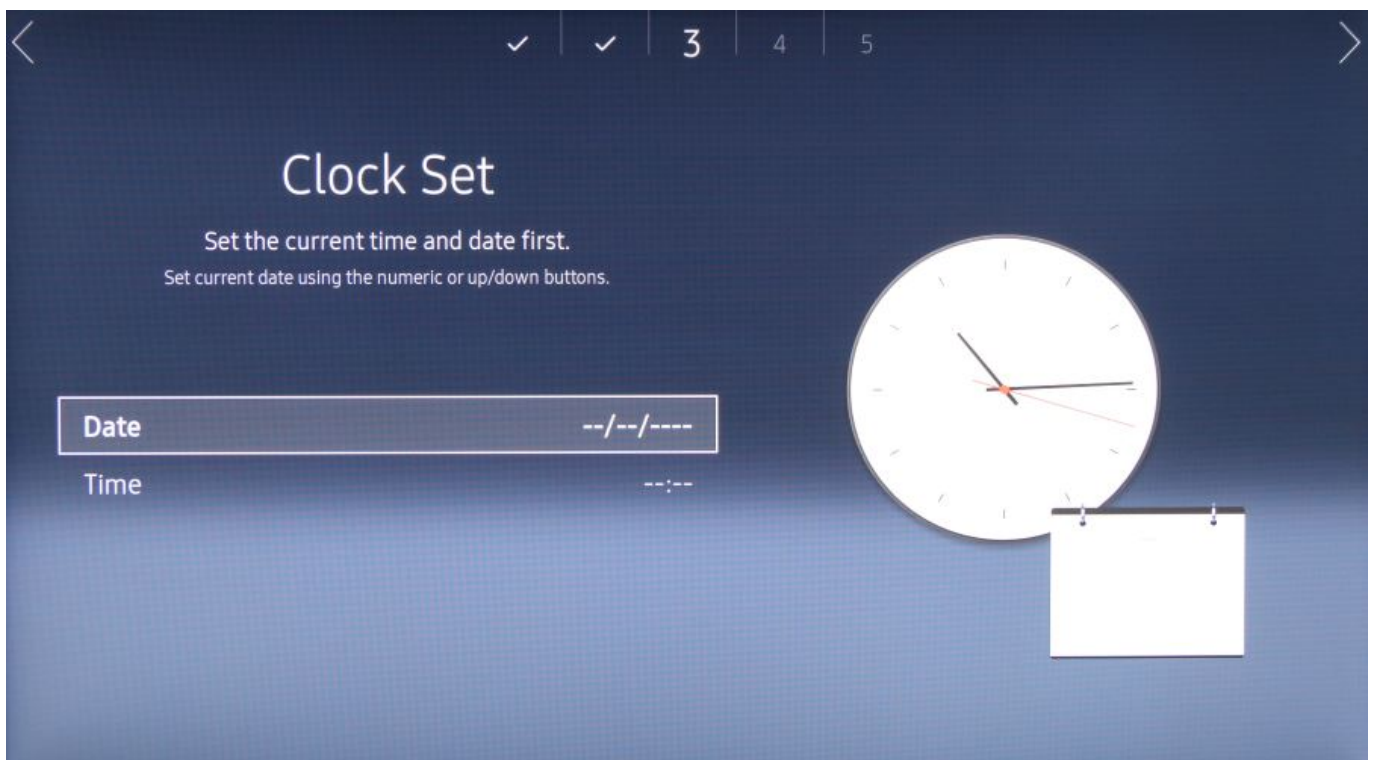 3 4 5
Clock Set
Set the current time and date first.
Set current date using the numeric or up/down buttons.
Date --/--/----
Time --:--